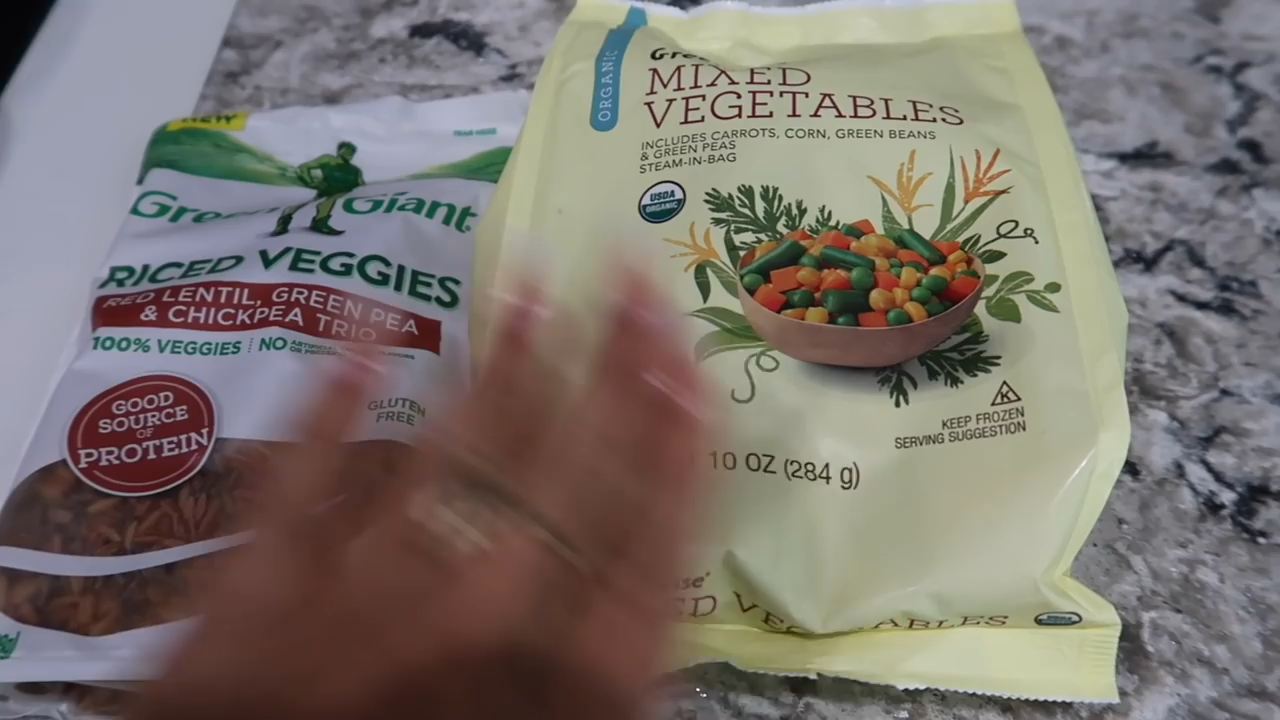 NEW
Green Giant
RICED VEGGIES
RED LENTIL, GREEN PEA
& CHICKPEA TRIO
100% VEGGIES
NO
GLUTEN
FREE
GOOD
SOURCE
OF
PROTEIN
ORGANIC
MIXED
VEGETABLES
INCLUDES CARROTS, CORN, GREEN BEANS
& GREEN PEAS
STEAM-IN-BAG
USDA
ORGANIC
K
KEEP FROZEN
SERVING SUGGESTION
10 OZ (284 g)
VEGETABLES